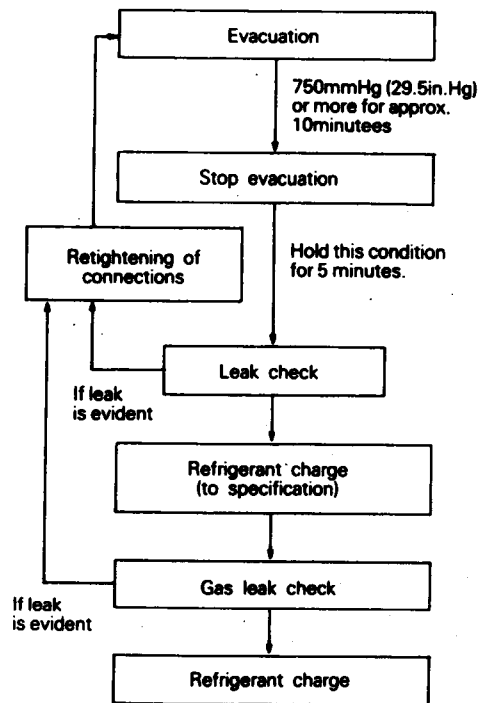 Evacuation
750mmHg (29.5in.Hg)
or more for approx.
10minutees
Stop evacuation
Hold this condition
for 5 minutes.
Retightening of
connections
Leak check
If leak
is evident
Refrigerant charge
(to specification)
Gas leak check
If leak
is evident
Refrigerant charge